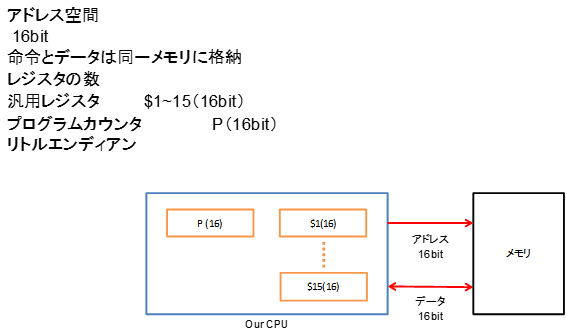 アドレス空間
16bit
命令とデータは同一メモリに格納
レジスタの数
汎用レジスタ $1~15（16bit）
プログラムカウンタ P（16bit）
リトルエンディアン
P (16)
$1(16)
アドレス
16bit
メモリ
$15(16)
データ
16bit
Our CPU